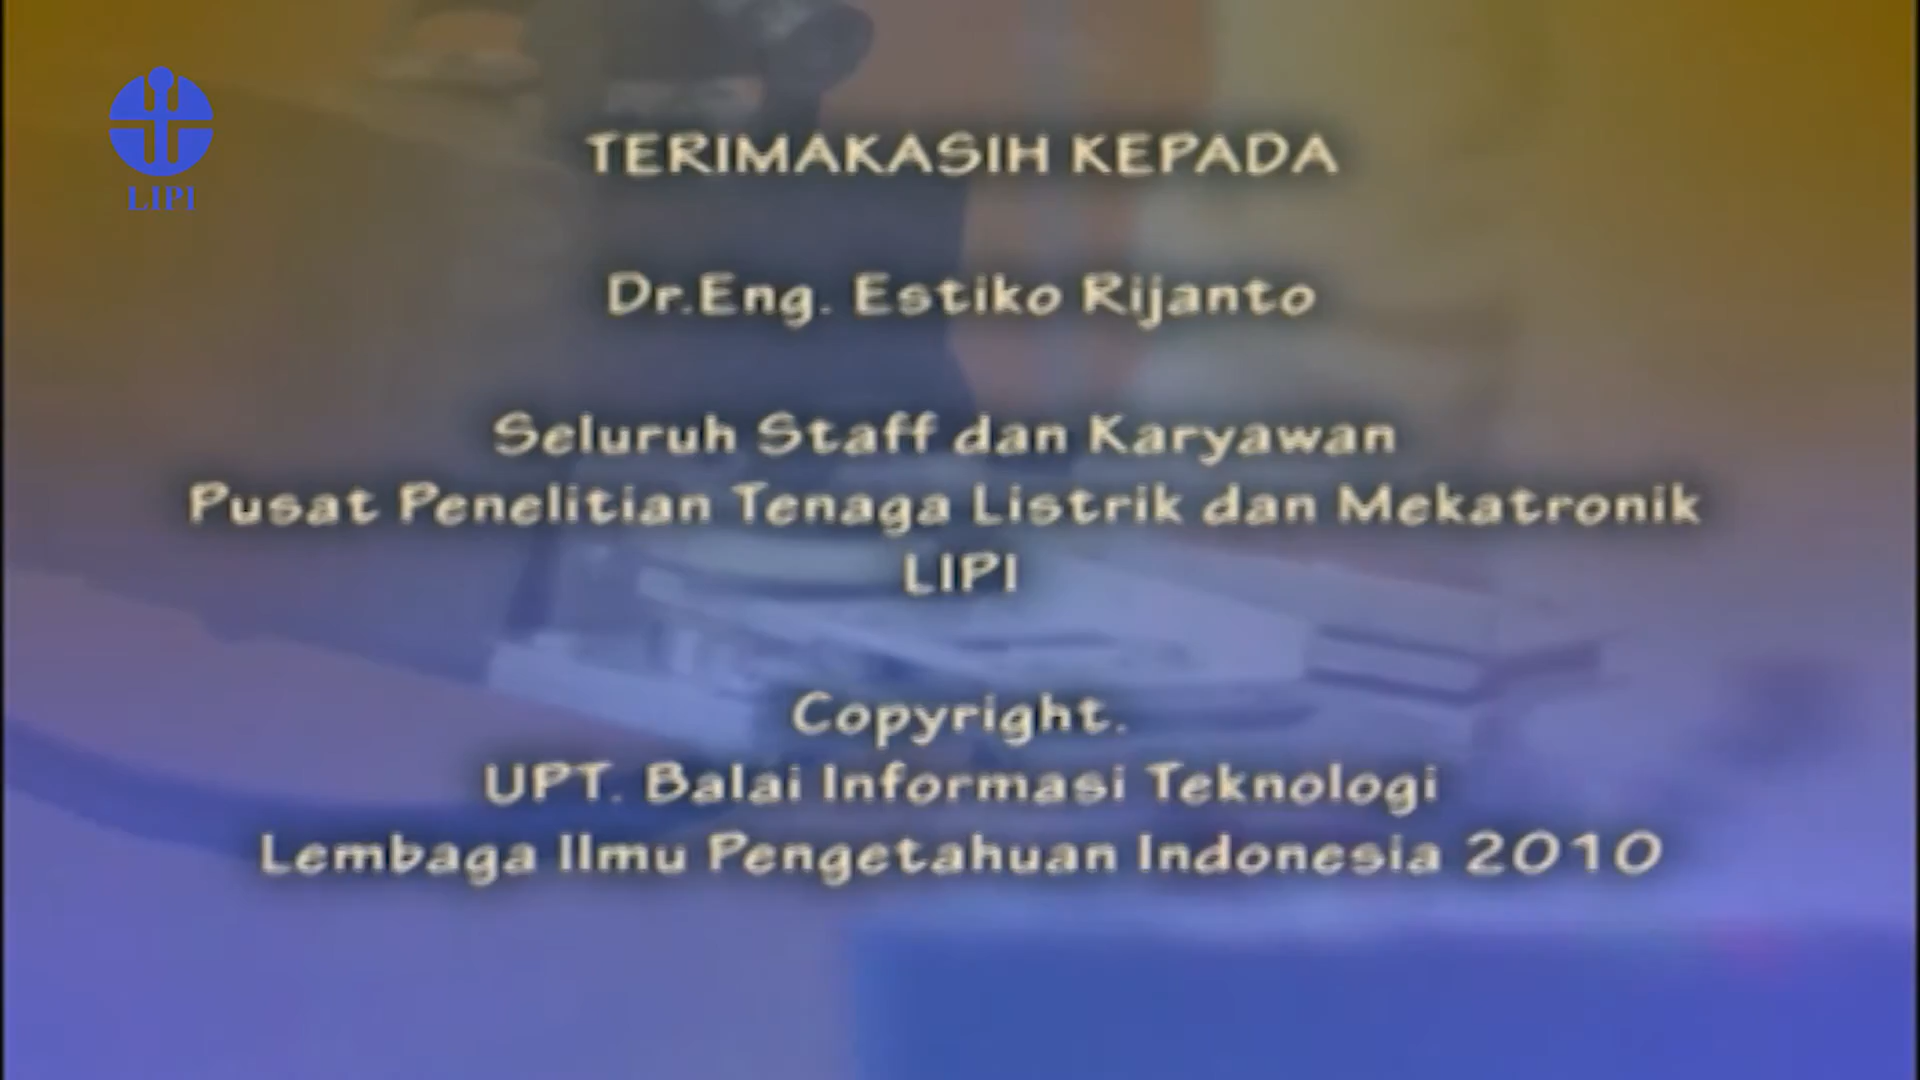 LIPI
TERIMAKASIH KEPADA
Dr.Eng. Estiko Rijanto
Seluruh Staff dan Karyawan
Pusat Penelitian Tenaga Listrik dan Mekatronik
LIPI
Copyright.
UPT. Balai Informasi Teknologi
Lembaga Ilmu Pengetahuan Indonesia 2010